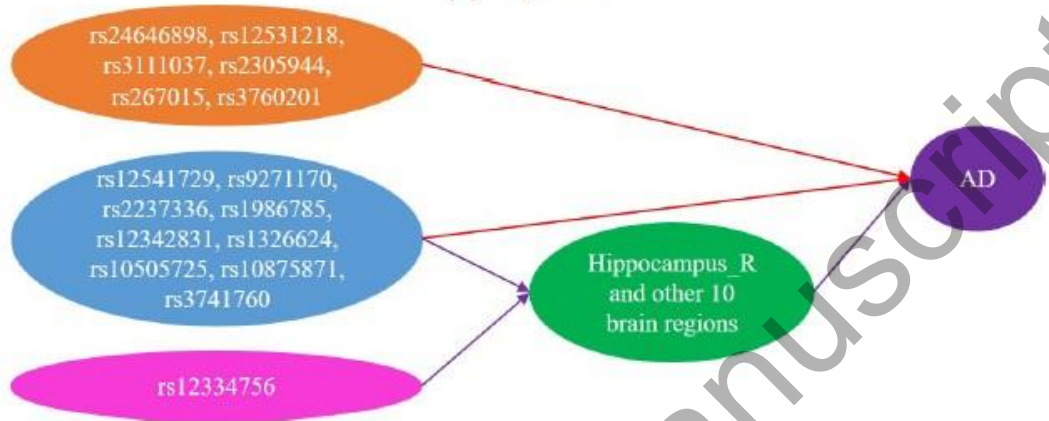 rs24646898, rs12531218,
rs3111037, rs2305944,
rs267015, rs3760201
rs12541729, rs9271170,
rs2237336, rs1986785,
rs12342831, rs1326624,
rs10505725, rs10875871,
rs3741760
rs12334756
Hippocampus_R
and other 10
brain regions
AD